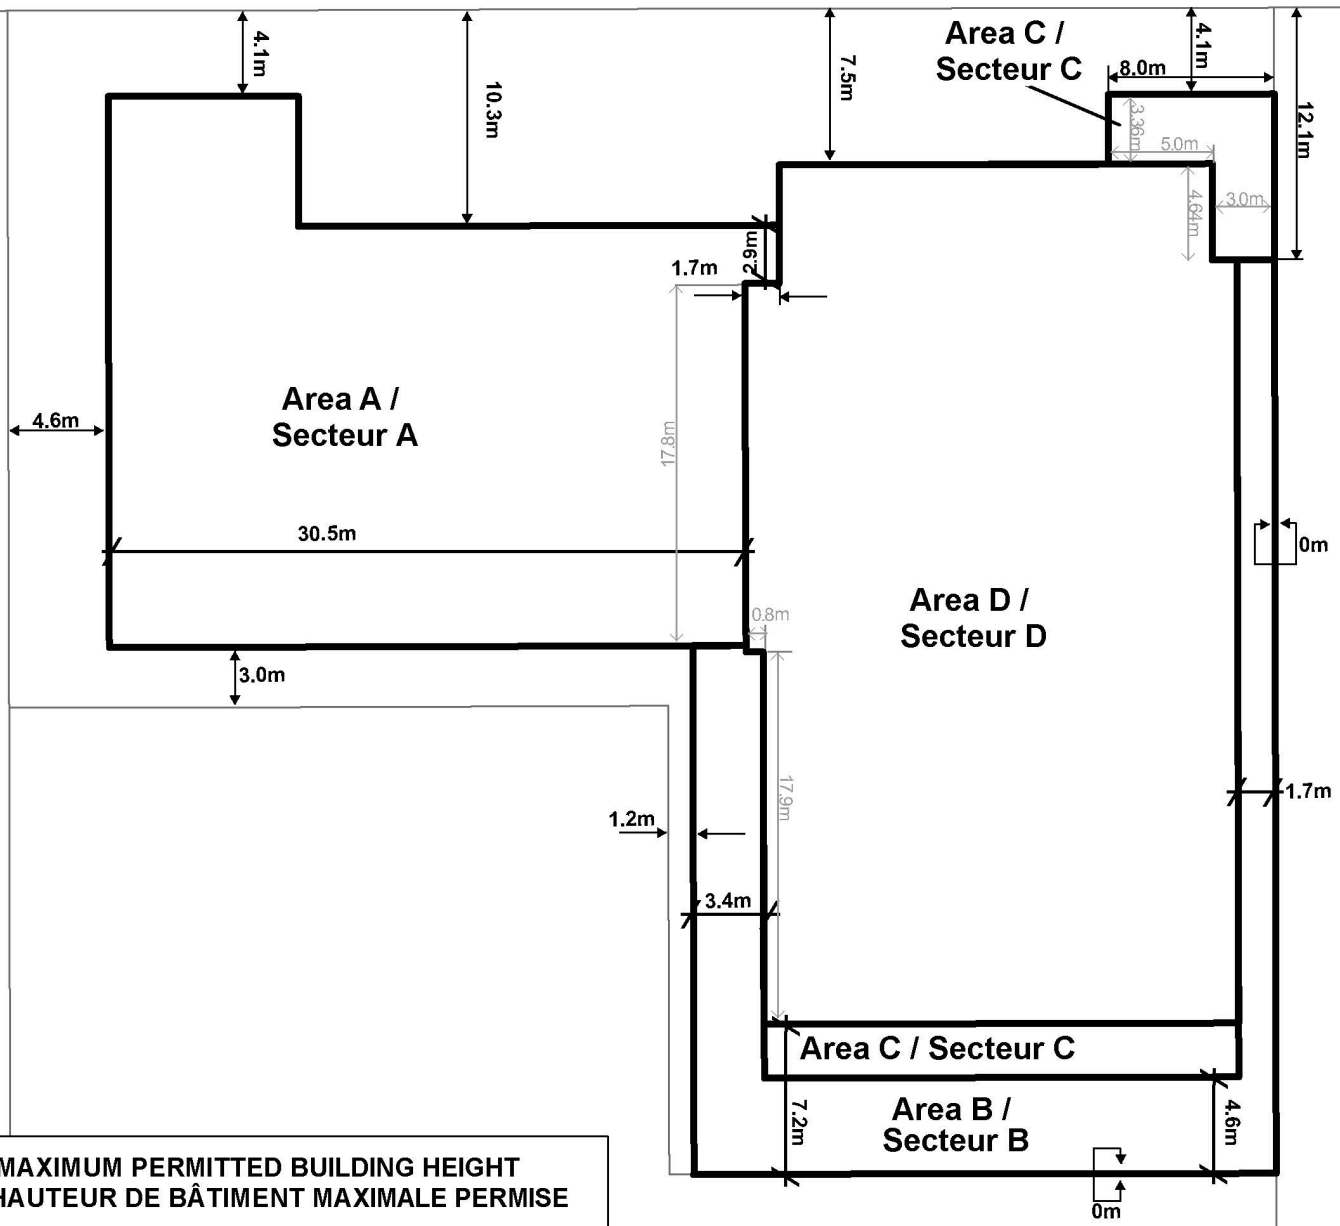 4.1m
10.3m
7.5m
Area C /
Secteur C
4.1m
8.0m
12.1m
3.36m
5.0m
4.64m
3.0m
2.9m
1.7m
Area A /
Secteur A
4.6m
17.8m
30.5m
0m
Area D /
Secteur D
0.8m
3.0m
17.9m
1.7m
1.2m
3.4m
Area C / Secteur C
7.2m
Area B /
Secteur B
4.6m
0m
MAXIMUM PERMITTED BUILDING HEIGHT
HAUTEUR DE BÂTIMENT MAXIMALE PERMISE